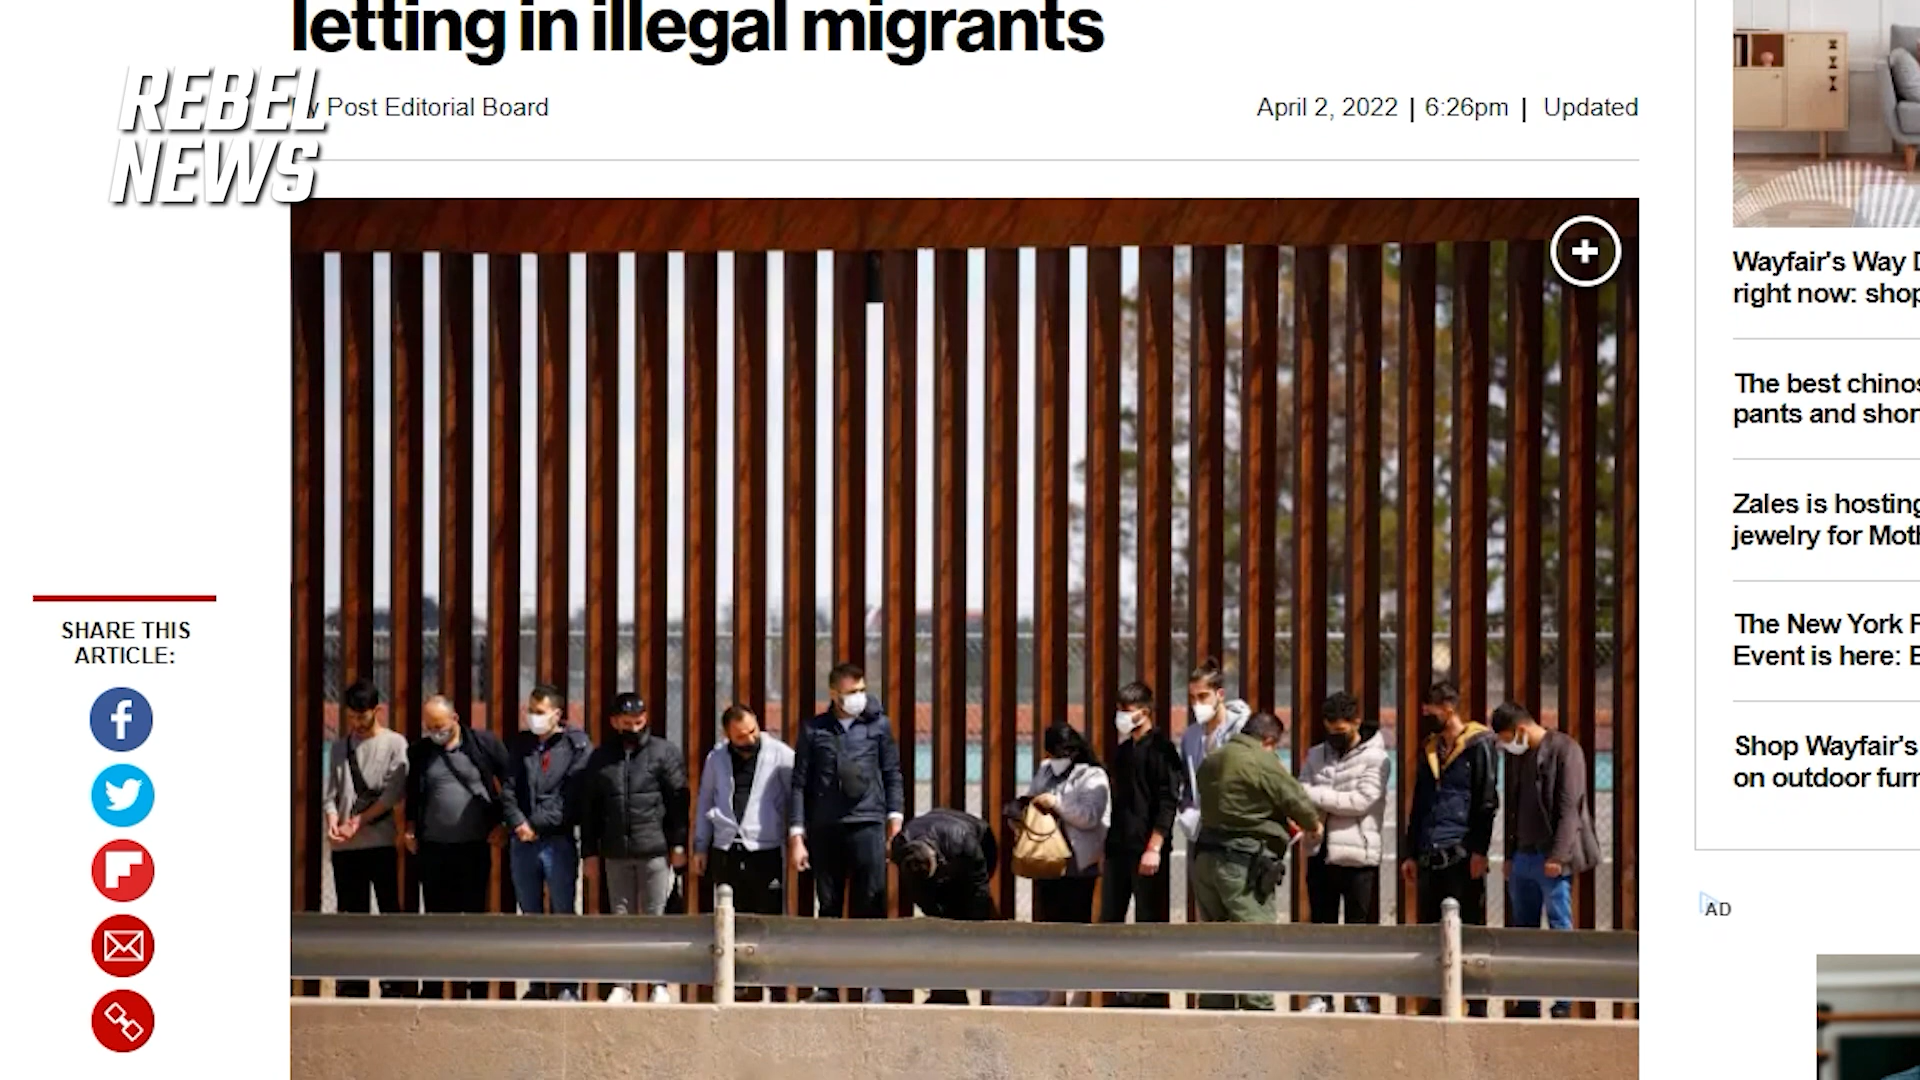 letting in illegal migrants
REBEL
NEWS
Post Editorial Board
April 2, 2022 | 6:26pm | Updated
SHARE THIS
ARTICLE:
Wayfair's Way
right now: shop
The best chinos
pants and shor
Zales is hosting
jewelry for Moth
The New York
Event is here:
Shop Wayfair's
on outdoor furn
AD